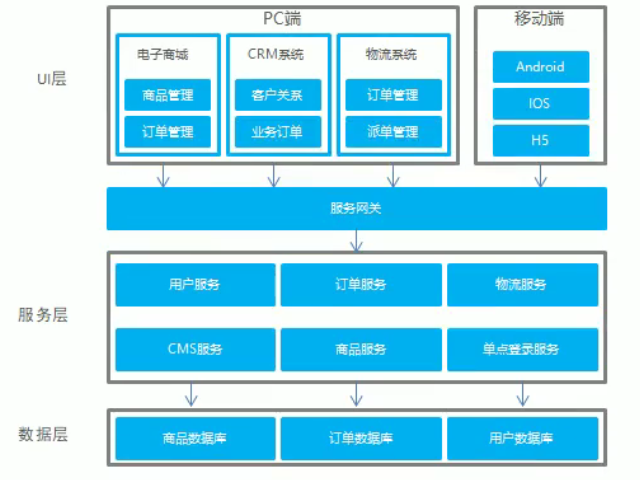 PC端
移动端
UI层
电子商城
CRM系统
物流系统
商品管理
客户关系
订单管理
订单管理
业务订单
派单管理
Android
IOS
H5
服务网关
服务层
用户服务
订单服务
物流服务
CMS服务
商品服务
单点登录服务
数据层
商品数据库
订单数据库
用户数据库